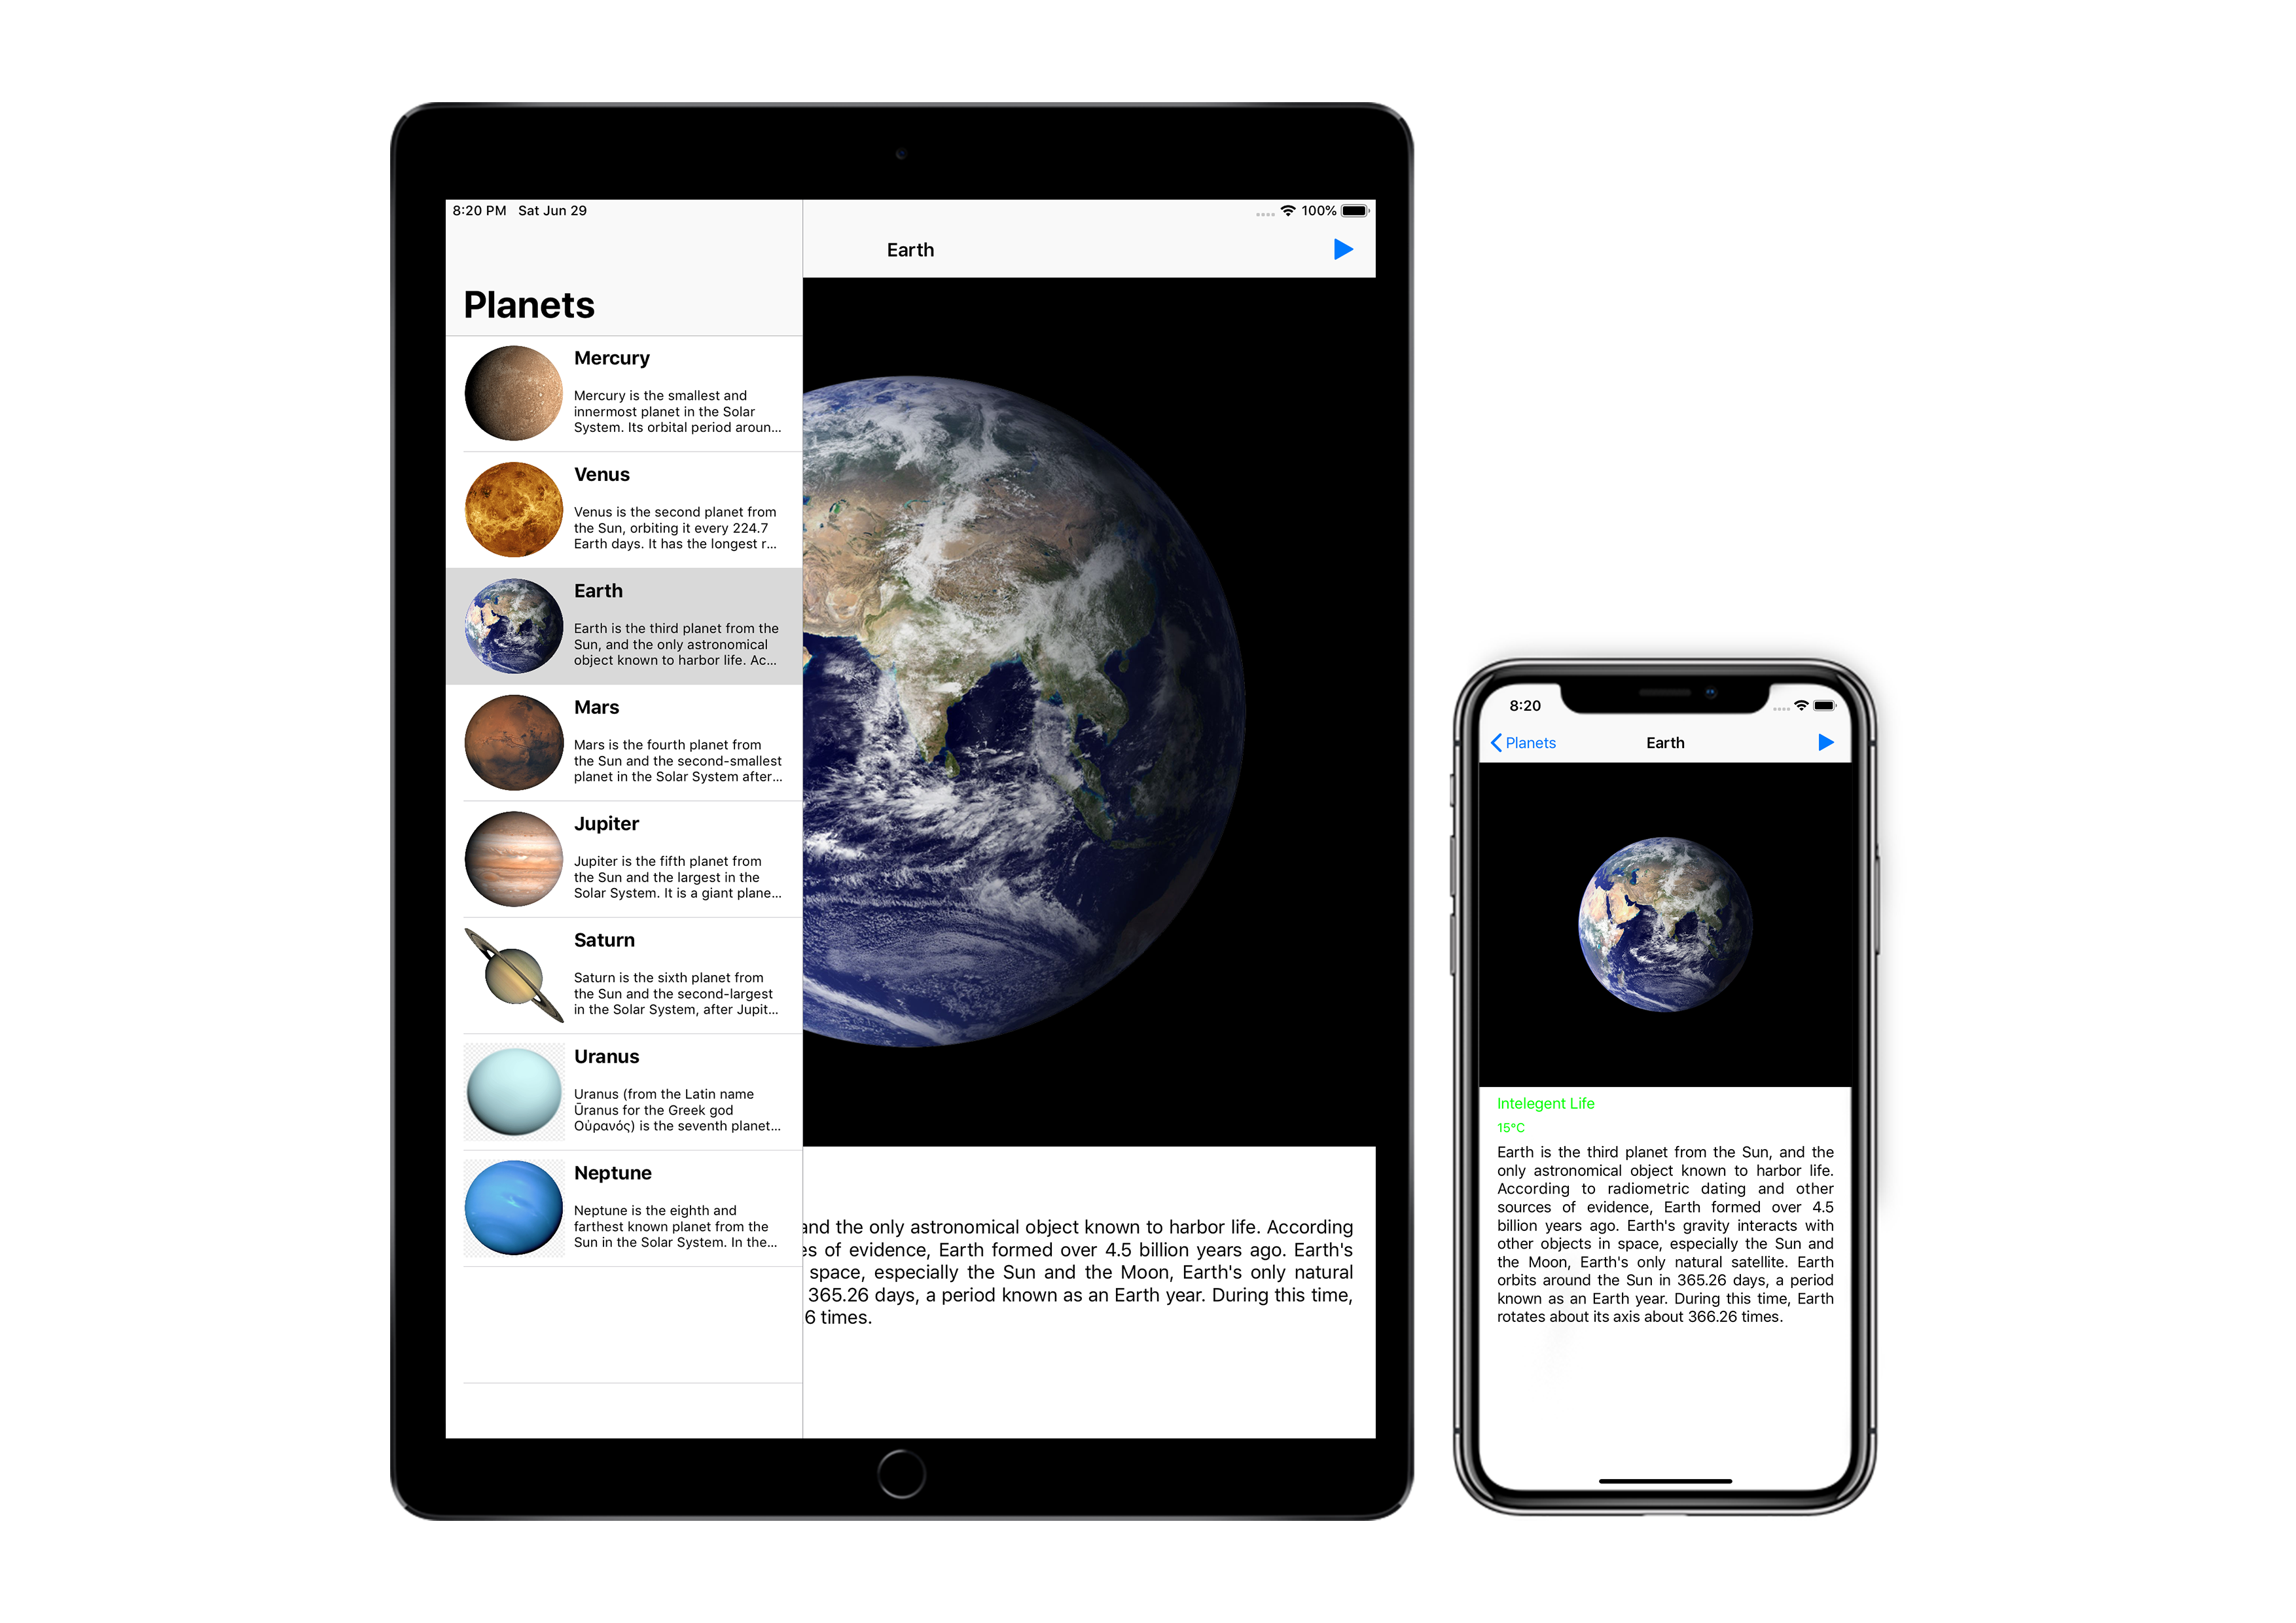 8:20 PM Sat Jun 29
100%
Planets
Mercury
Mercury is the smallest and
innermost planet in the Solar
System. Its orbital period aroun...
Venus
Venus is the second planet from
the Sun, orbiting it every 224.7
Earth days. It has the longest r...
Earth
Earth is the third planet from the
Sun, and the only astronomical
object known to harbor life. Ac...
Mars
Mars is the fourth planet from
the Sun and the second-smallest
planet in the Solar System after...
Jupiter
Jupiter is the fifth planet from
the Sun and the largest in the
Solar System. It is a giant plane...
Saturn
Saturn is the sixth planet from
the Sun and the second-largest
in the Solar System, after Jupit...
Uranus
Uranus (from the Latin name
Ūranus for the Greek god
Οὐρανός) is the seventh planet...
Neptune
Neptune is the eighth and
farthest known planet from the
Sun in the Solar System. In the...
Earth
and the only astronomical object known to harbor life. According
es of evidence, Earth formed over 4.5 billion years ago. Earth's
space, especially the Sun and the Moon, Earth's only natural
365.26 days, a period known as an Earth year. During this time,
6 times.
8:20
Planets
Earth
Intelegent Life
15°C
Earth is the third planet from the Sun, and the
only astronomical object known to harbor life.
According to radiometric dating and other
sources of evidence, Earth formed over 4.5
billion years ago. Earth's gravity interacts with
other objects in space, especially the Sun and
the Moon, Earth's only natural satellite. Earth
orbits around the Sun in 365.26 days, a period
known as an Earth year. During this time, Earth
rotates about its axis about 366.26 times.